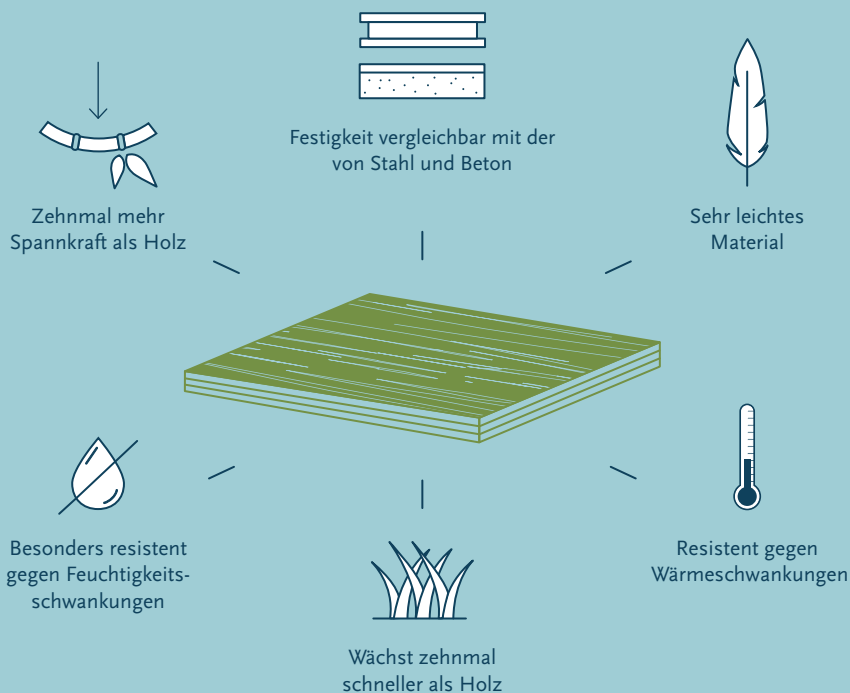 Festigkeit vergleichbar mit der
von Stahl und Beton
Zehnmal mehr
Spannkraft als Holz
Sehr leichtes
Material
Besonders resistent
gegen Feuchtigkeits-
schwankungen
Resistent gegen
Wärmeschwankungen
Wächst zehnmal
schneller als Holz